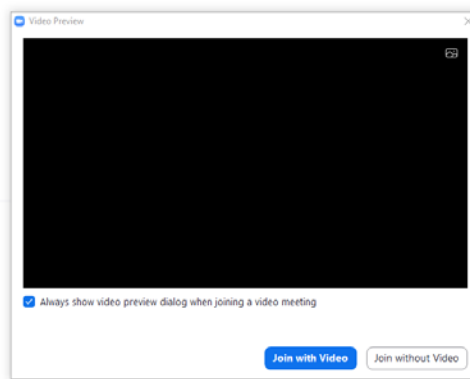 Video Preview
Always show video preview dialog when joining a video meeting
Join with Video
Join without Video